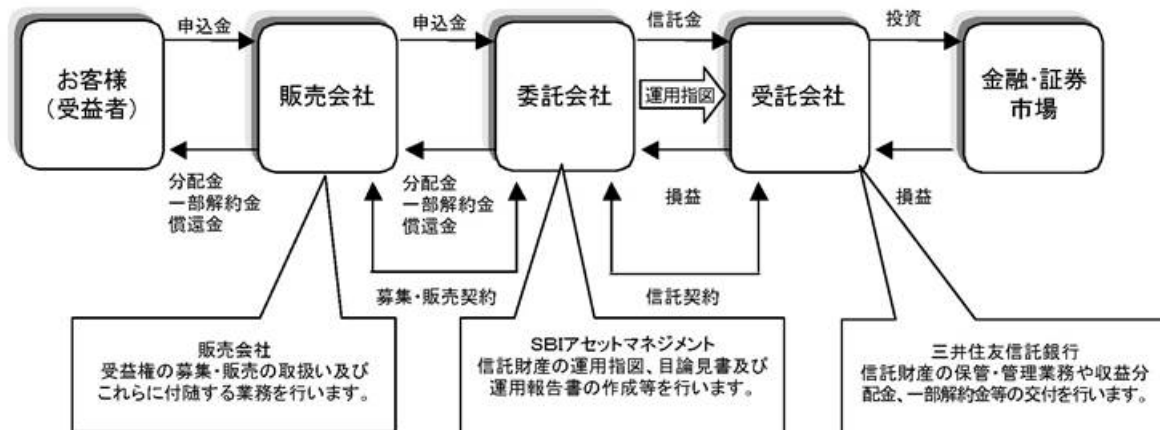 申込金
申込金
信託金
投資
お客様
（受益者）
販売会社
委託会社
運用指図
受託会社
金融・証券
市場
分配金
一部解約金
償還金
分配金
一部解約金
償還金
損益
損益
募集・販売契約
信託契約
販売会社
受益権の募集・販売の取扱い及び
これらに付随する業務を行います。
SBIアセットマネジメント
信託財産の運用指図、目論見書及び
運用報告書の作成等を行います。
三井住友信託銀行
信託財産の保管・管理業務や収益分
配金、一部解約金等の交付を行います。